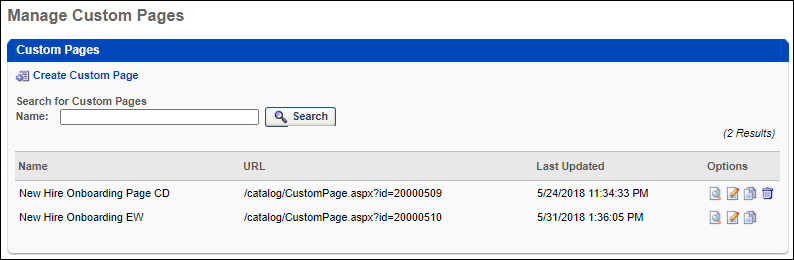 Manage Custom Pages
Custom Pages
Create Custom Page
Search for Custom Pages
Name: Search
(2 Results)
Name URL Last Updated Options
New Hire Onboarding Page CD /catalog/CustomPage.aspx?id=20000509 5/24/2018 11:34:33 PM
New Hire Onboarding EW /catalog/CustomPage.aspx?id=20000510 5/31/2018 1:36:05 PM